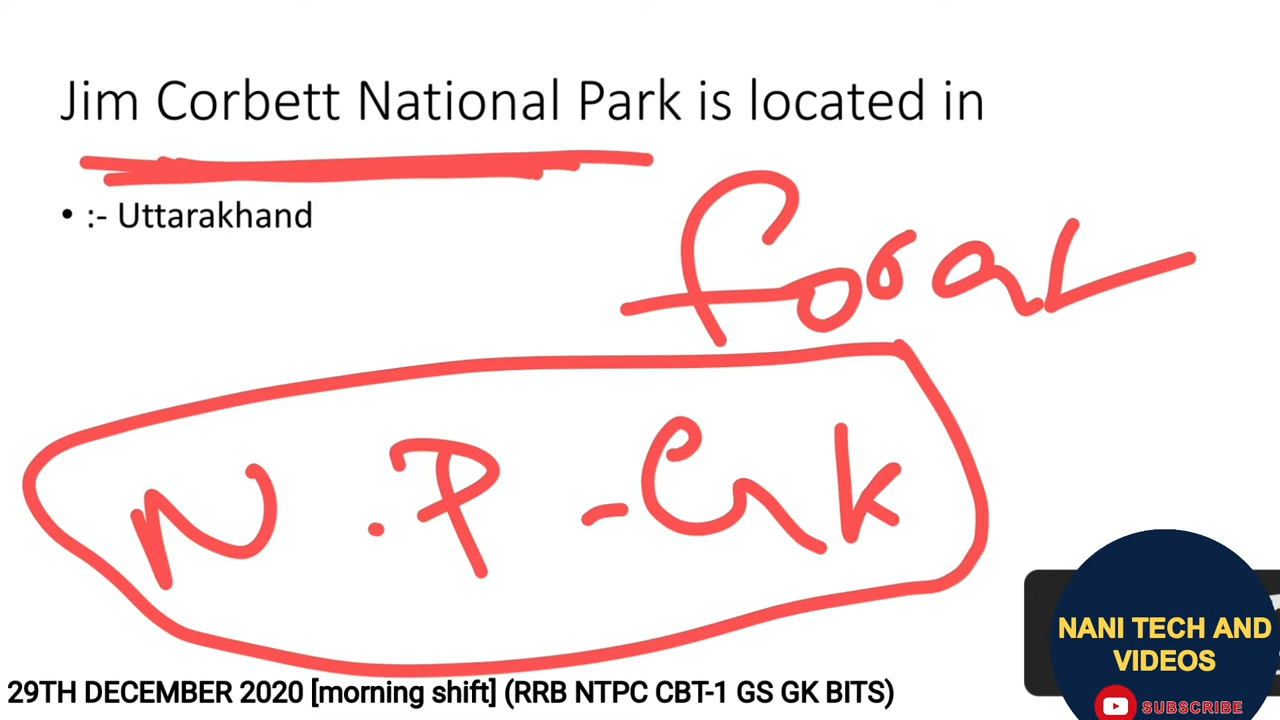 Jim Corbett National Park is located in
• :- Uttarakhand
N.P - Gk
NANI TECH AND
VIDEOS
29TH DECEMBER 2020 [morning shift] (RRB NTPC CBT-1 GS GK BITS)
SUBSCRIBE